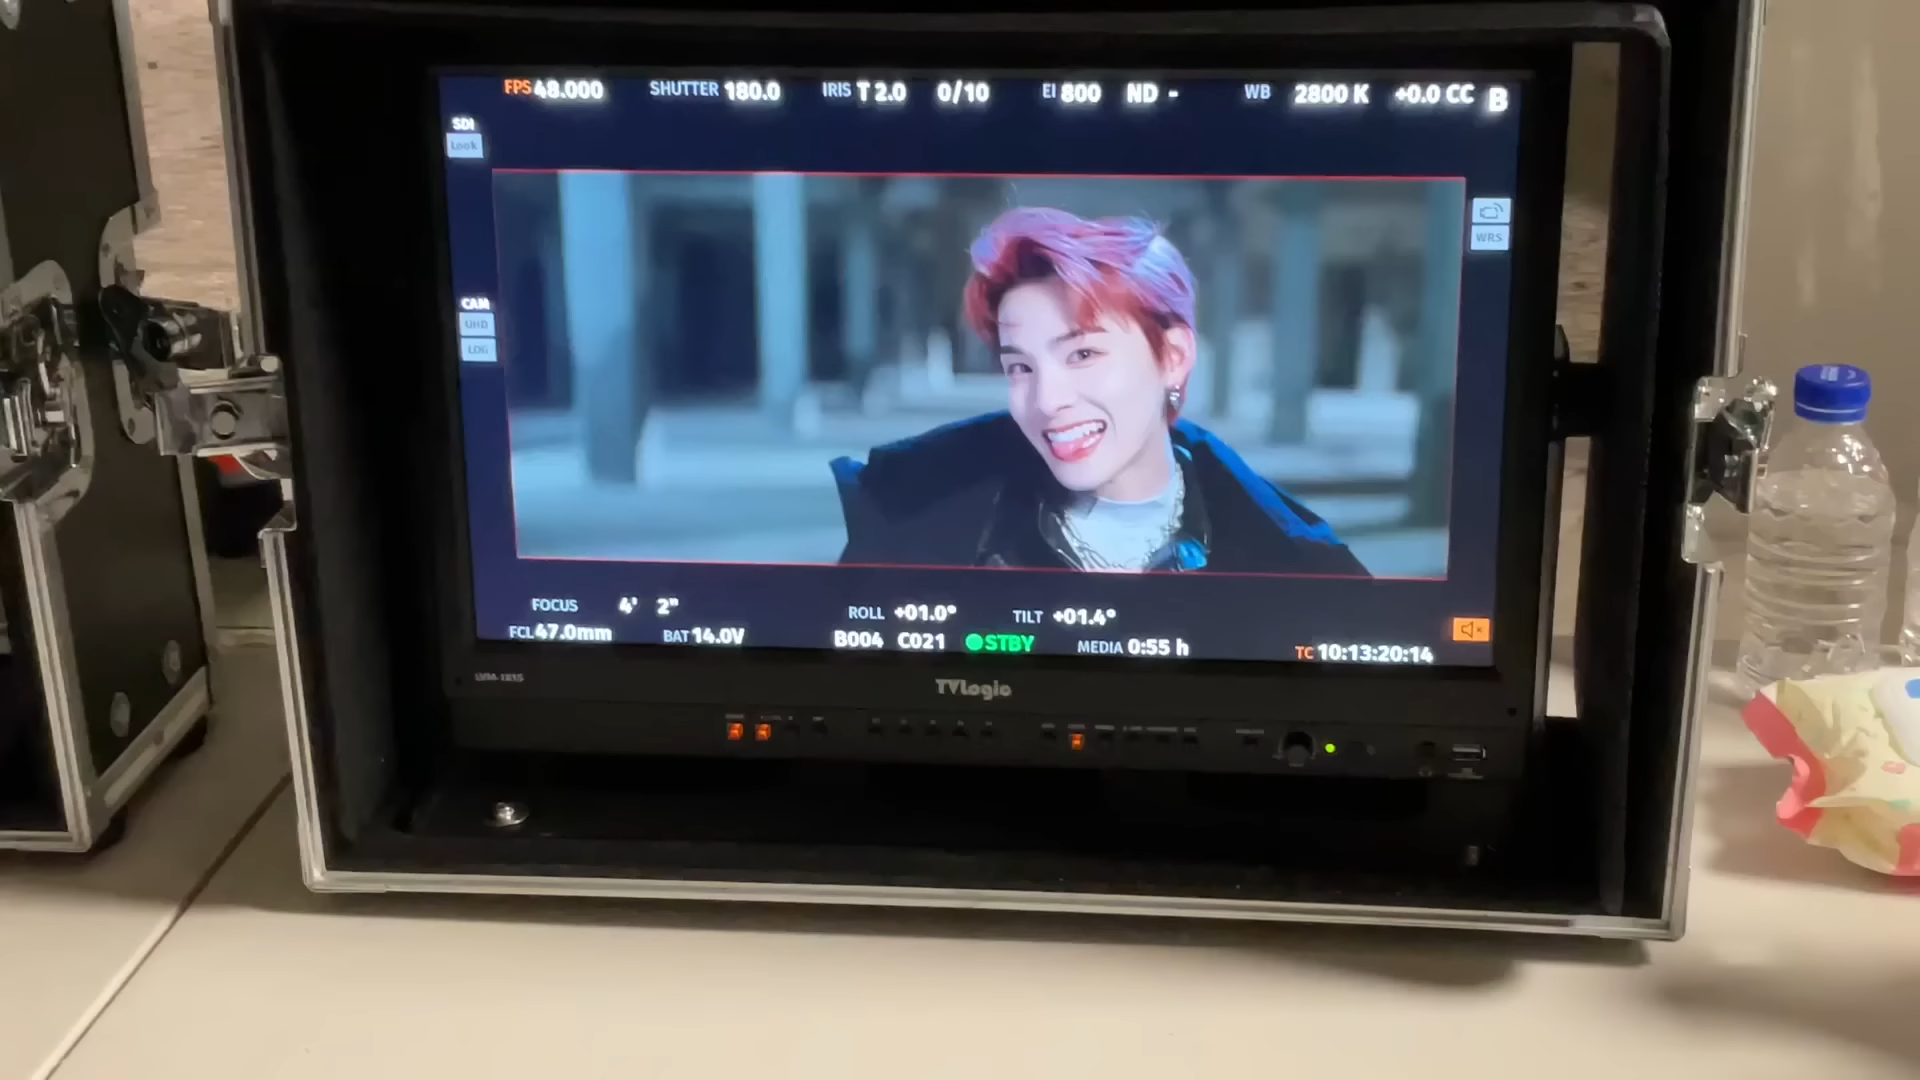 FPS 48.000 SHUTTER 180.0 IRIS T 2.0 0/10 EI 800 ND - WB 2800 K +0.0 CC B
SDI
Look
WRS
CAM
UHD
LOG
FOCUS 4' 2" ROLL +01.0° TILT +01.4°
FCL 47.0mm BAT 14.0V B004 C021 STBY MEDIA 0:55 h TC 10:13:20:14
TVLogic